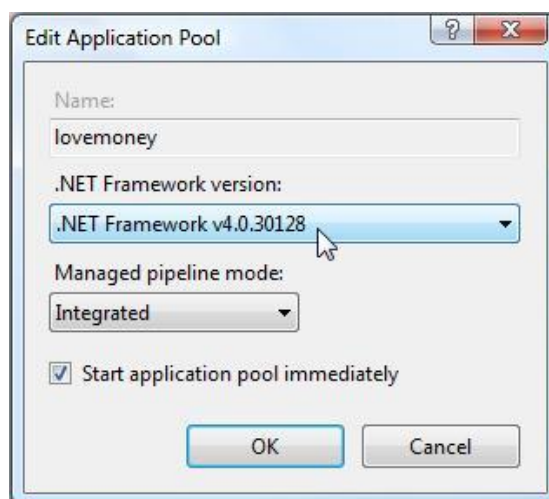 Edit Application Pool
Name:
lovemoney
.NET Framework version:
.NET Framework v4.0.30128
Managed pipeline mode:
Integrated
Start application pool immediately
OK Cancel